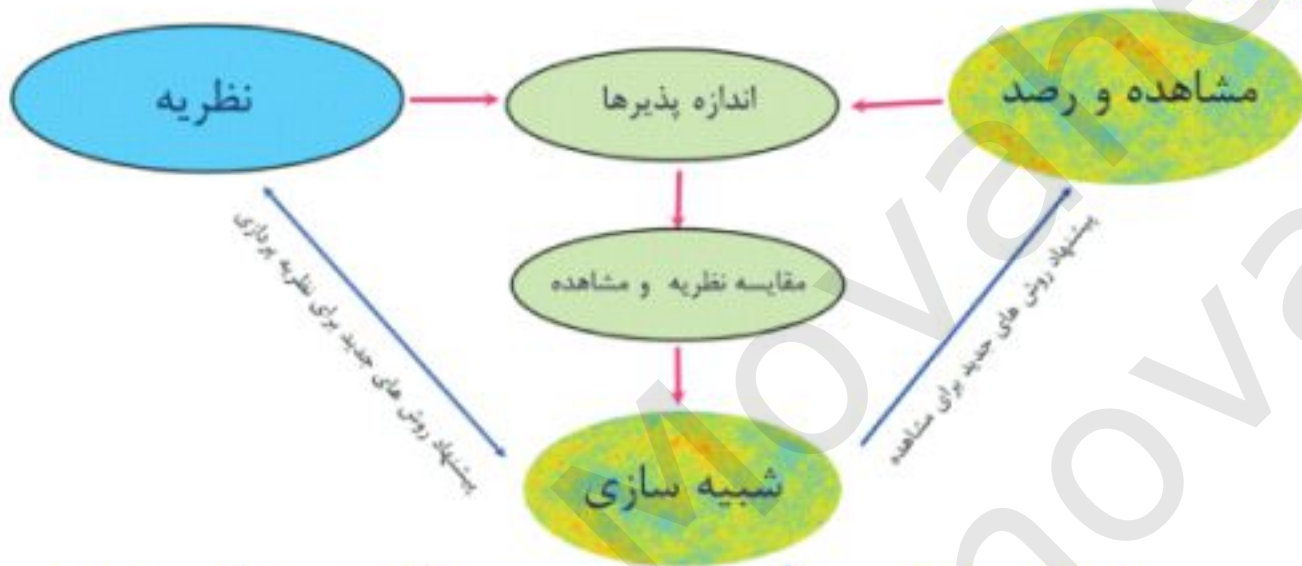 نظریه
اندازه پذیرها
مشاهده و رصد
مقایسه نظریه و مشاهده
پیشنهاد روش های جدید برای نظریه پردازی
پیشنهاد روش های جدید برای مشاهده
شبیه سازی